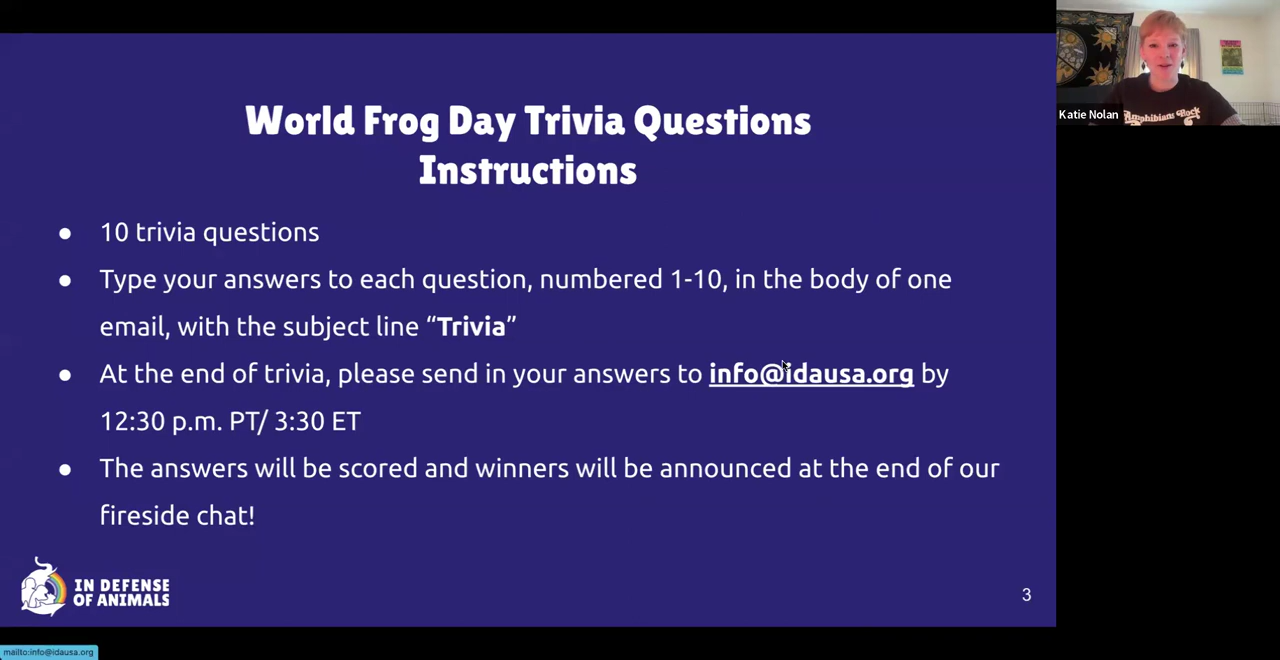 World Frog Day Trivia Questions
Instructions
● 10 trivia questions
● Type your answers to each question, numbered 1-10, in the body of one
email, with the subject line “Trivia”
● At the end of trivia, please send in your answers to info@idausa.org by
12:30 p.m. PT/ 3:30 ET
● The answers will be scored and winners will be announced at the end of our
fireside chat!
IN DEFENSE
OF ANIMALS
3
Katie Nolan
Amphibians Rock
mailto:info@idausa.org